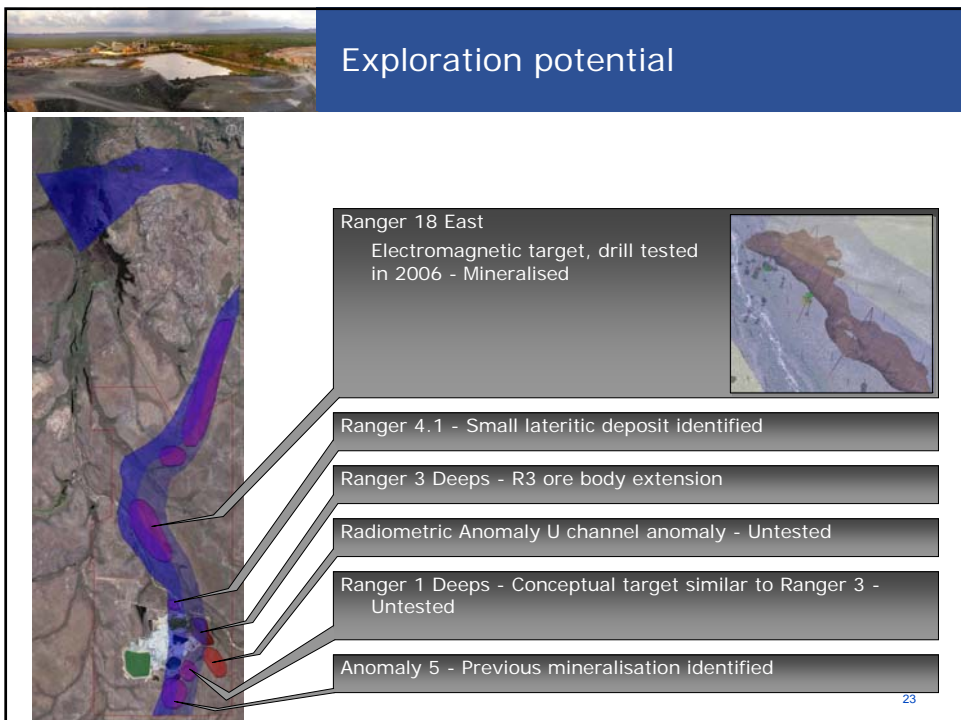 Exploration potential
Ranger 18 East
Electromagnetic target, drill tested
in 2006 - Mineralised
Ranger 4.1 - Small lateritic deposit identified
Ranger 3 Deeps - R3 ore body extension
Radiometric Anomaly U channel anomaly - Untested
Ranger 1 Deeps - Conceptual target similar to Ranger 3 -
Untested
Anomaly 5 - Previous mineralisation identified
23